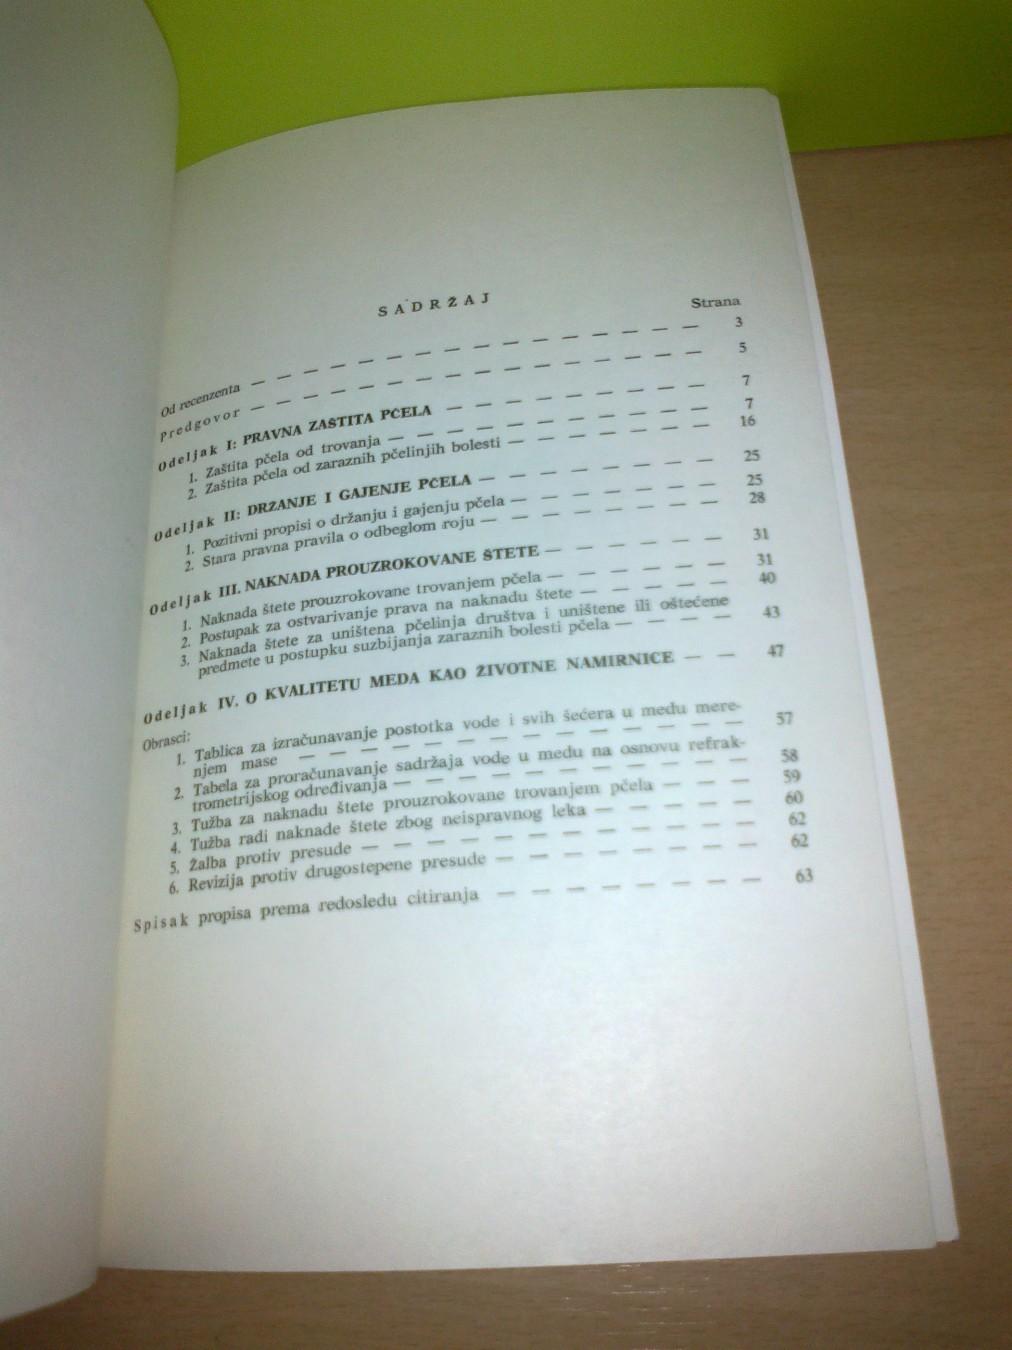 SADRŽAJ
Strana
Od recenzenta — — — — — — — — — — — — — — — — — 3
Predgovor — — — — — — — — — — — — — — — — — 5
Odeljak I: PRAVNA ZAŠTITA PČELA — — — — — — — — — — 7
1. Zaštita pčela od trovanja — — — — — — — — — — — — 7
2. Zaštita pčela od zaraznih pčelinjih bolesti — — — — — — — 16
Odeljak II: DRŽANJE I GAJENJE PČELA — — — — — — — — 25
1. Pozitivni propisi o držanju i gajenju pčela — — — — — — — 25
2. Stara pravna pravila o odbeglom roju — — — — — — — — 28
Odeljak III. NAKNADA PROUZROKOVANE ŠTETE — — — — — — 31
1. Naknada štete prouzrokovane trovanjem pčela — — — — — — 31
2. Postupak za ostvarivanje prava na naknadu štete — — — — — 40
3. Naknada štete za uništena pčelinja društva i uništene ili oštećene
predmete u postupku suzbijanja zaraznih bolesti pčela — — — — 43
Odeljak IV. O KVALITETU MEDA KAO ŽIVOTNE NAMIRNICE — — 47
Obrasci:
1. Tablica za izračunavanje postotka vode i svih šećera u medu mere-
njem mase — — — — — — — — — — — — — — — — 57
2. Tabela za proračunavanje sadržaja vode u medu na osnovu refrak-
trometrijskog određivanja — — — — — — — — — — — — 58
3. Tužba za naknadu štete prouzrokovane trovanjem pčela — — — 59
4. Tužba radi naknade štete zbog neispravnog leka — — — — — 60
5. Žalba protiv presude — — — — — — — — — — — — — 62
6. Revizija protiv drugostepene presude — — — — — — — — 62
Spisak propisa prema redosledu citiranja — — — — — — — — 63